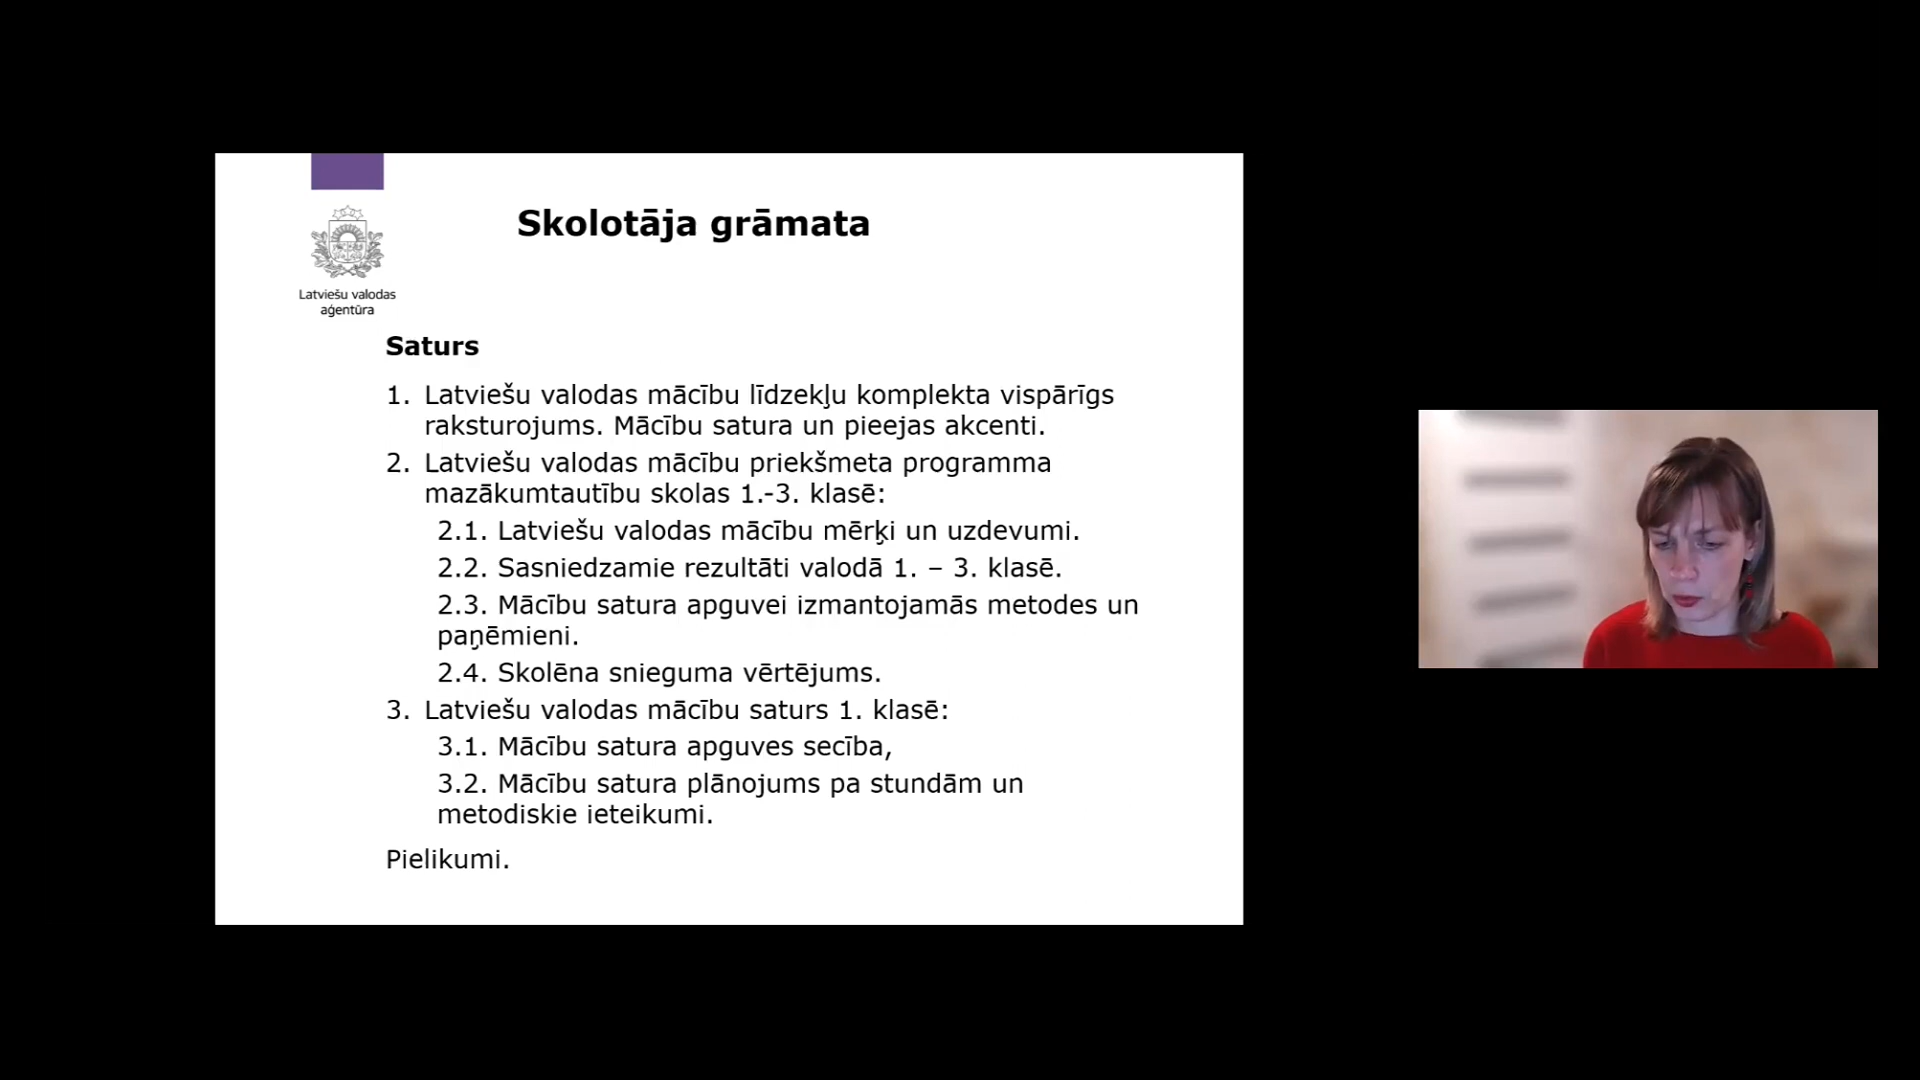 Skolotāja grāmata
Latviešu valodas
aģentūra
Saturs
1. Latviešu valodas mācību līdzekļu komplekta vispārīgs
raksturojums. Mācību satura un pieejas akcenti.
2. Latviešu valodas mācību priekšmeta programma
mazākumtautību skolas 1.-3. klasē:
2.1. Latviešu valodas mācību mērķi un uzdevumi.
2.2. Sasniedzamie rezultāti valodā 1. – 3. klasē.
2.3. Mācību satura apguvei izmantojamās metodes un
paņēmieni.
2.4. Skolēna snieguma vērtējums.
3. Latviešu valodas mācību saturs 1. klasē:
3.1. Mācību satura apguves secība,
3.2. Mācību satura plānojums pa stundām un
metodiskie ieteikumi.
Pielikumi.